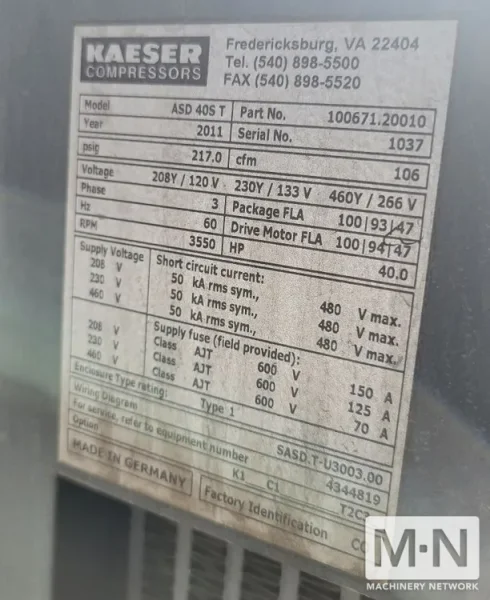 KAESER COMPRESSORS
Fredericksburg, VA 22404
Tel. (540) 898-5500
FAX (540) 898-5520
Model ASD 40S T Part No. 100671.20010
Year 2011 Serial No. 1037
psig 217.0 cfm 106
Voltage 208Y / 120 V 230Y / 133 V 460Y / 266 V
Phase 3 Package FLA 100|93|47
Hz 60 Drive Motor FLA 100|94|47
RPM 3550 HP 40.0
Supply Voltage Short circuit current:
208 V 50 kA rms sym., 480 V max.
230 V 50 kA rms sym., 480 V max.
460 V 50 kA rms sym., 480 V max.
Supply fuse (field provided):
208 V Class AJT 600 V 150 A
230 V Class AJT 600 V 125 A
460 V Class AJT 600 V 70 A
Enclosure Type rating: Type 1
Wiring Diagram SASD.T-U3003.00
For service, refer to equipment number 4344819
Option K1 C1 T2C2
MADE IN GERMANY Factory Identification
M·N
MACHINERY NETWORK